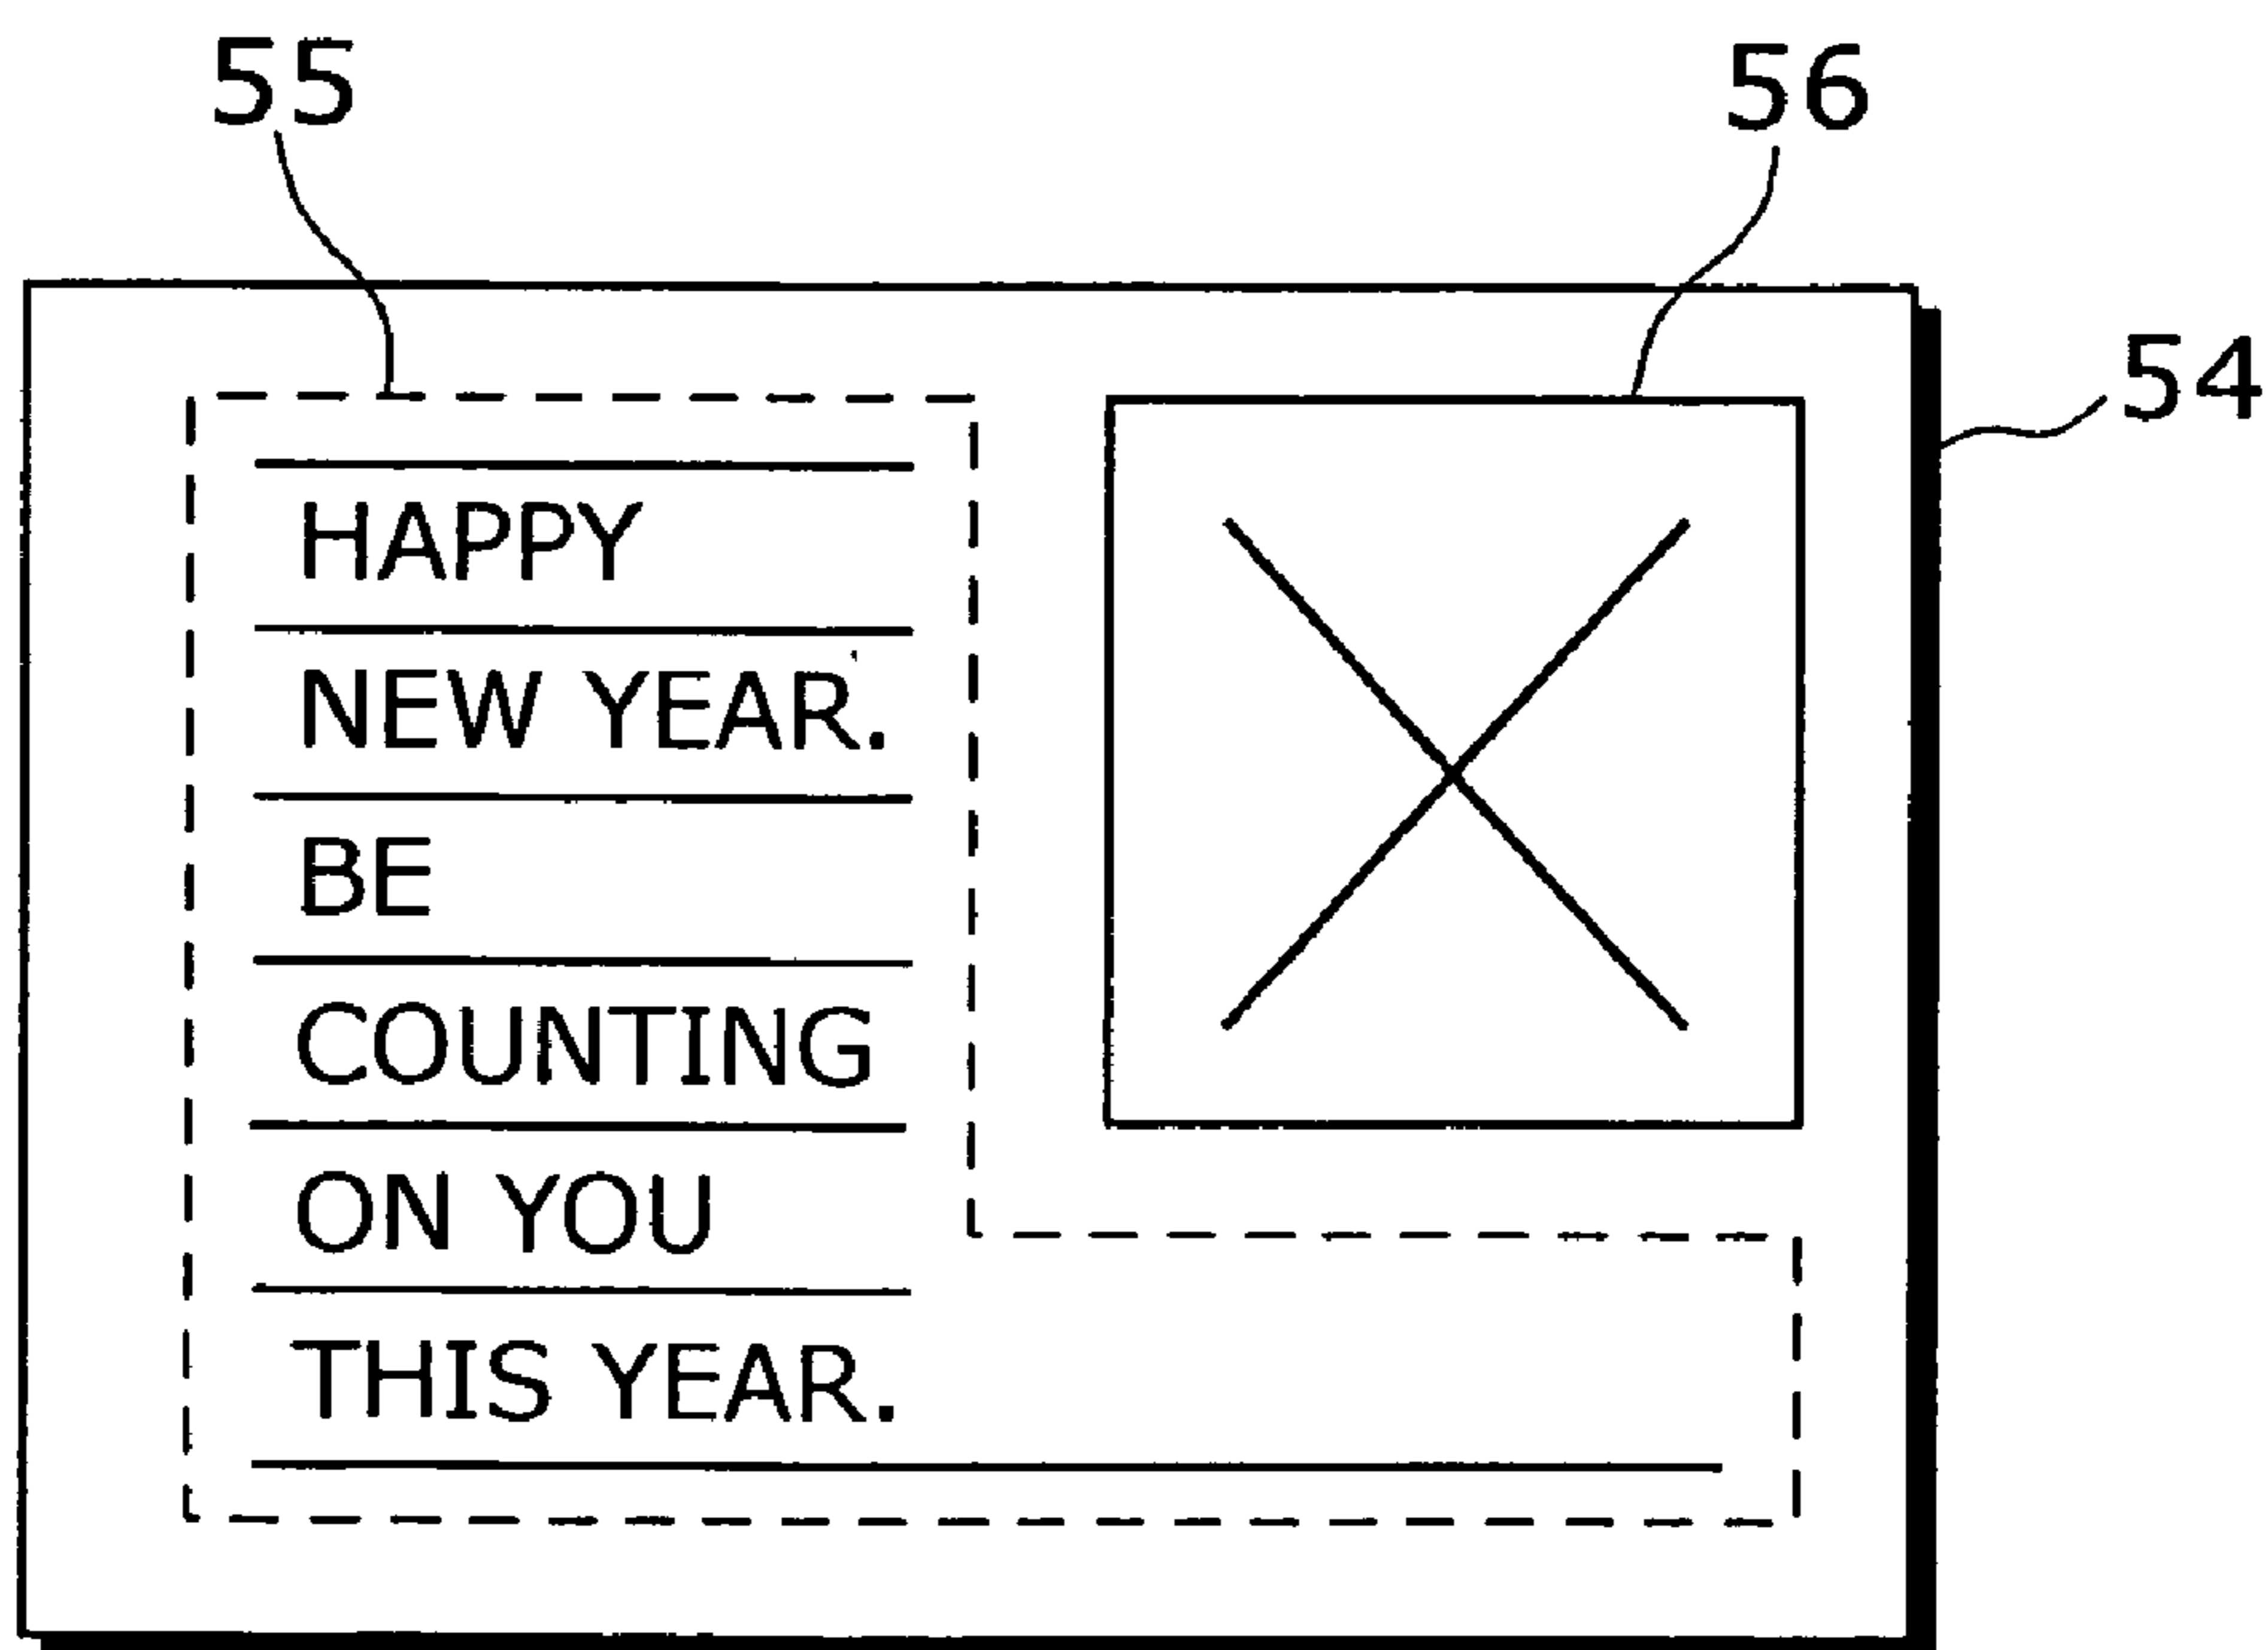 55
56
54
HAPPY
NEW YEAR.
BE
COUNTING
ON YOU
THIS YEAR.